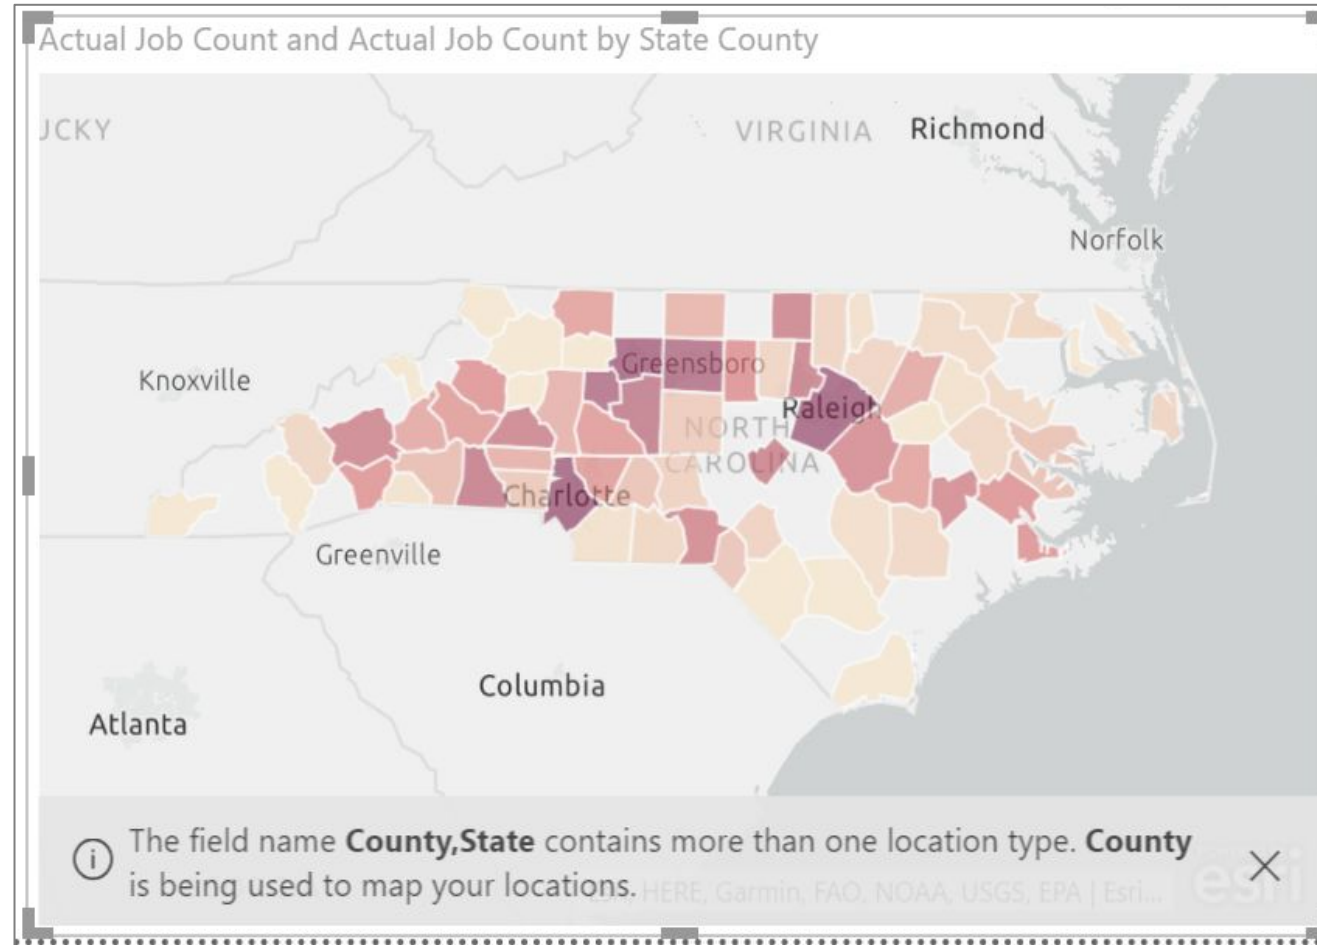 Actual Job Count and Actual Job Count by State County
UCKY
VIRGINIA
Richmond
Norfolk
Knoxville
Greensboro
Raleigh
NORTH
CAROLINA
Charlotte
Greenville
Columbia
Atlanta
The field name County,State contains more than one location type. County
is being used to map your locations.
Esri, HERE, Garmin, FAO, NOAA, USGS, EPA | Esri...
esri